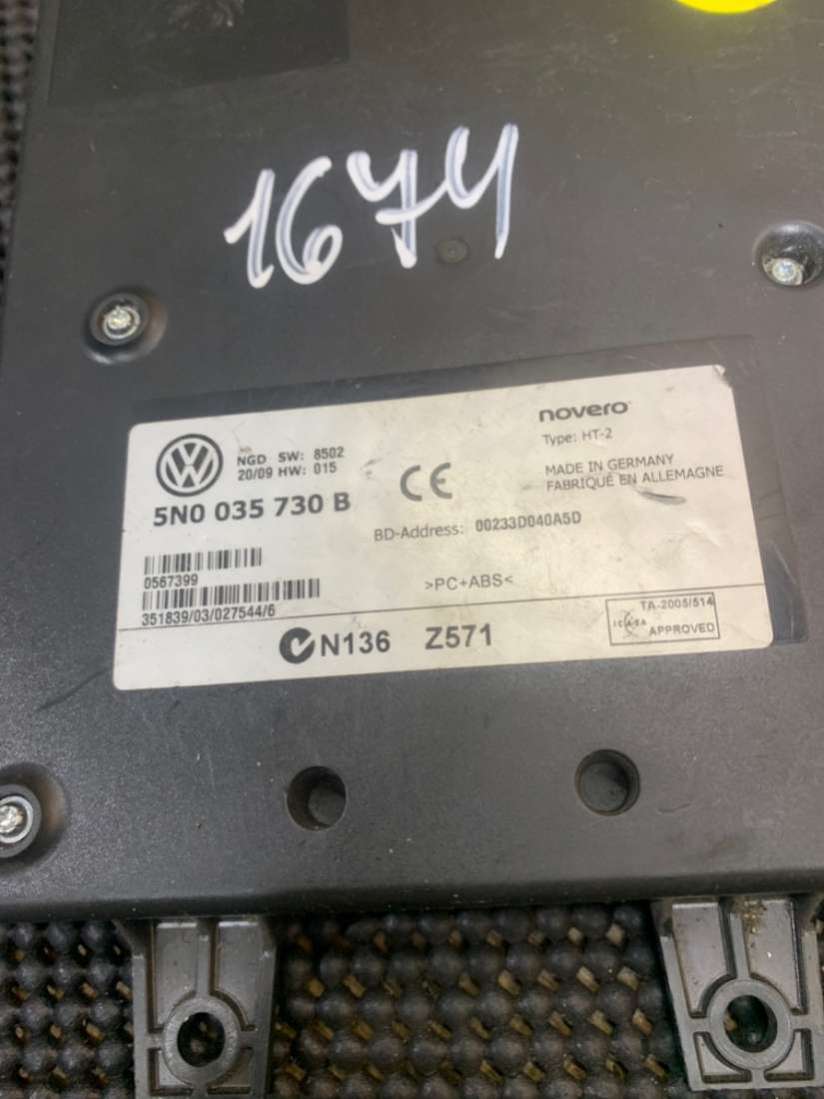 1674
NGD SW: 8502
20/09 HW: 015
5N0 035 730 B
novero
Type: HT-2
CE
MADE IN GERMANY
FABRIQUÉ EN ALLEMAGNE
BD-Address: 00233D040A5D
0567399
>PC+ABS<
351839/03/027544/6
N136 Z571
TA-2005/514
ICASA
APPROVED